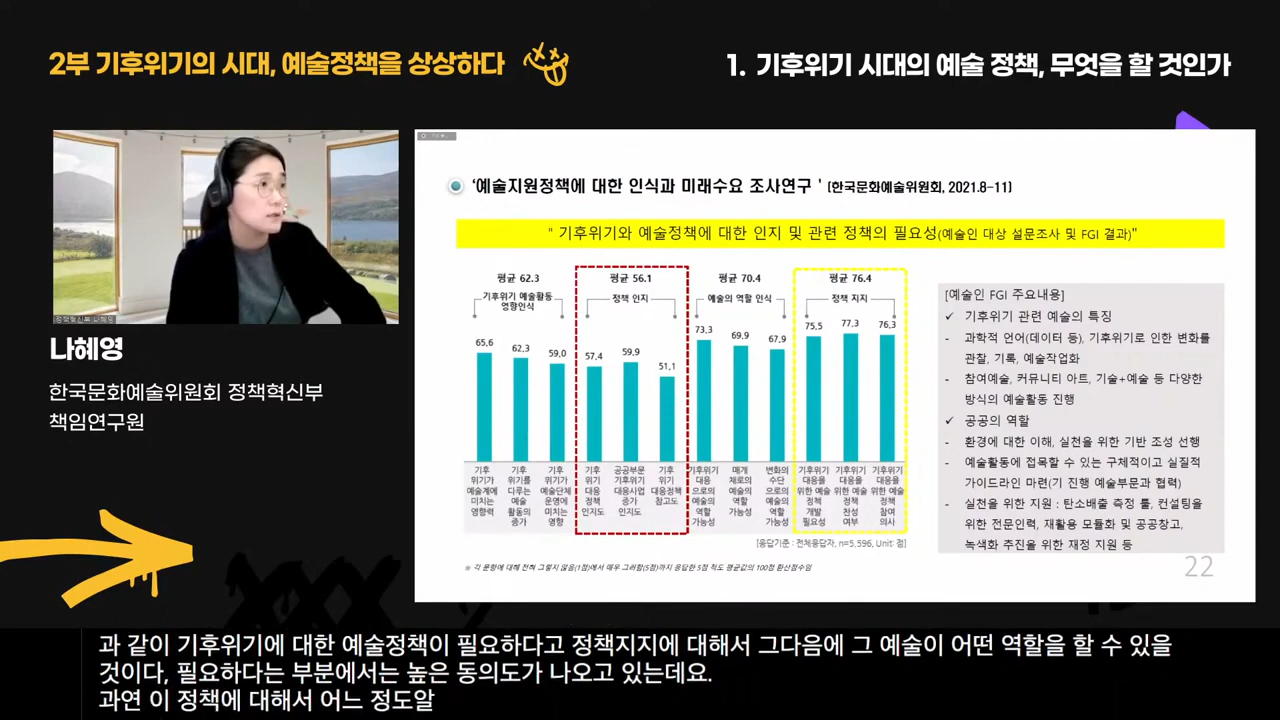 2부 기후위기의 시대, 예술정책을 상상하다
1. 기후위기 시대의 예술 정책, 무엇을 할 것인가
정책혁신부 나혜영
나혜영
한국문화예술위원회 정책혁신부
책임연구원
‘예술지원정책에 대한 인식과 미래수요 조사연구 ' (한국문화예술위원회, 2021.8-11)
" 기후위기와 예술정책에 대한 인지 및 관련 정책의 필요성(예술인 대상 설문조사 및 FGI 결과)"
평균 62.3
기후위기 예술활동
영향인식
65,6
62,3
59,0
기후
위기가
예술계에
미치는
영향력
기후
위기를
다루는
예술
활동의
증가
기후
위기가
예술단체
운영에
미치는
영향
평균 56.1
정책 인지
57,4
59,9
51,1
기후
위기
대응
정책
인지도
공공부문
기후위기
대응사업
증가
인지도
기후
위기
대응정책
참고도
평균 70.4
예술의 역할 인식
73,3
69,9
67,9
기후위기
대응
으로의
예술의
역할
가능성
매개
체로의
예술의
역할
가능성
변화의
수단
으로의
예술의
역할
가능성
평균 76.4
정책 지지
75,5
77,3
76,3
기후위기
대응을
위한 예술
정책
개발
필요성
기후위기
대응을
위한 예술
정책
찬성
여부
기후위기
대응을
위한 예술
정책
참여
의사
[응답기준 : 전체응답자, n=5,596, Unit: 점]
※ 각 문항에 대해 전혀 그렇지 않음(1점)에서 매우 그러함(5점)까지 응답한 5점 척도 평균값의 100점 환산점수임
[예술인 FGI 주요내용]
✓ 기후위기 관련 예술의 특징
- 과학적 언어(데이터 등), 기후위기로 인한 변화를
관찰, 기록, 예술작업화
- 참여예술, 커뮤니티 아트, 기술+예술 등 다양한
방식의 예술활동 진행
✓ 공공의 역할
- 환경에 대한 이해, 실천을 위한 기반 조성 선행
- 예술활동에 접목할 수 있는 구체적이고 실질적
가이드라인 마련(기 진행 예술부문과 협력)
- 실천을 위한 지원 : 탄소배출 측정 툴, 컨설팅을
위한 전문인력, 재활용 모듈화 및 공공창고,
녹색화 추진을 위한 재정 지원 등
22
과 같이 기후위기에 대한 예술정책이 필요하다고 정책지지에 대해서 그다음에 그 예술이 어떤 역할을 할 수 있을
것이다, 필요하다는 부분에서는 높은 동의도가 나오고 있는데요.
과연 이 정책에 대해서 어느 정도알